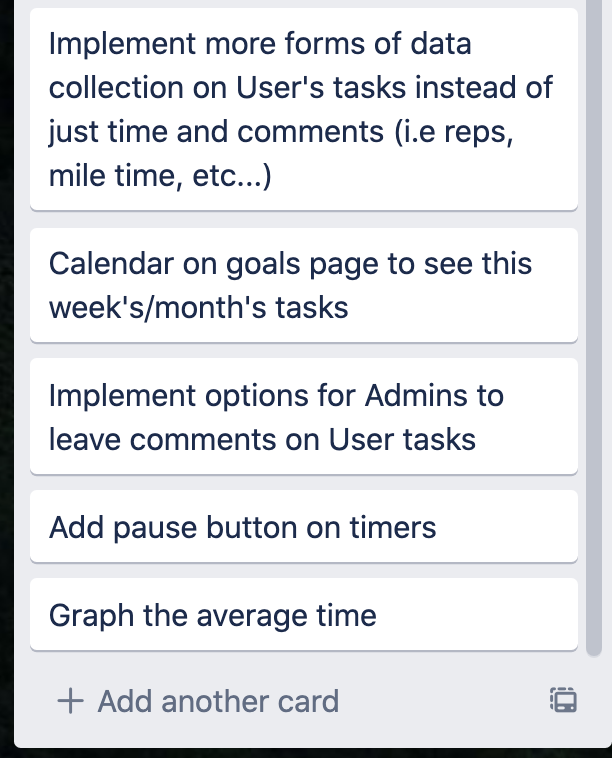 Implement more forms of data
collection on User's tasks instead of
just time and comments (i.e reps,
mile time, etc...)
Calendar on goals page to see this
week's/month's tasks
Implement options for Admins to
leave comments on User tasks
Add pause button on timers
Graph the average time
+ Add another card